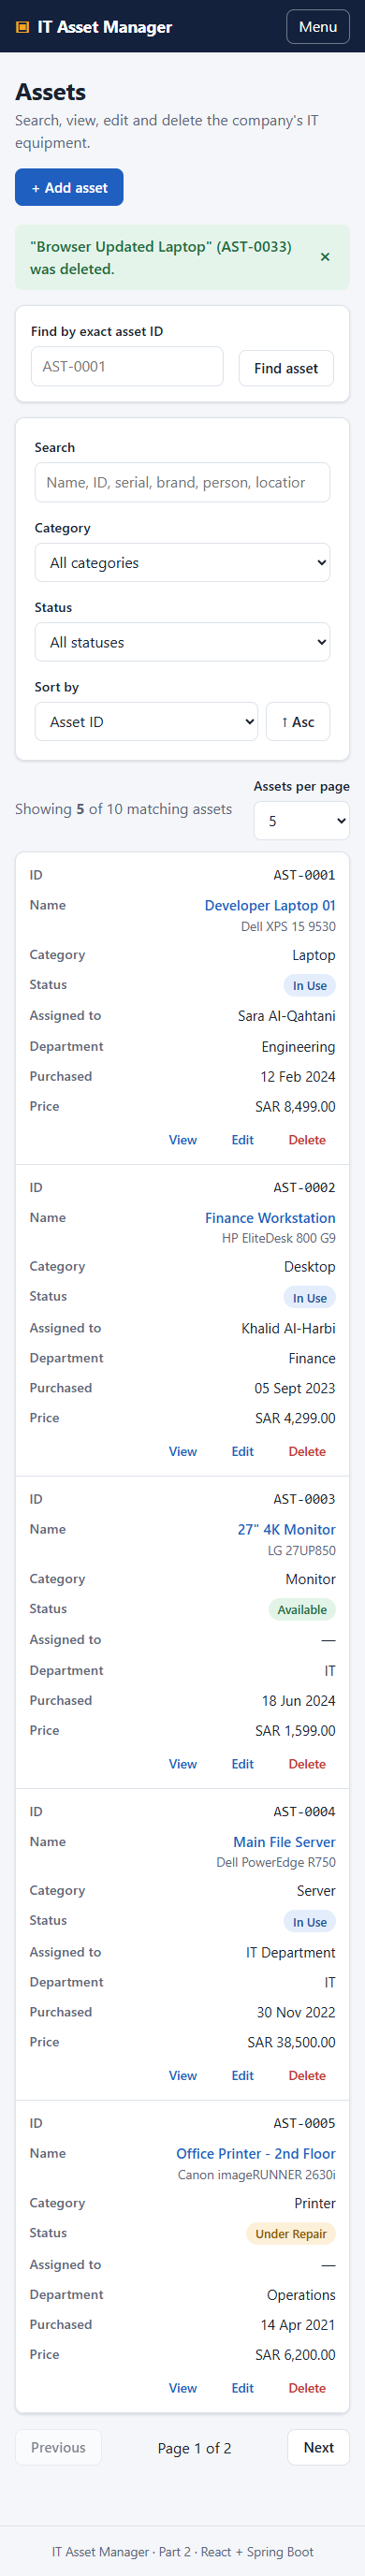 IT Asset Manager
Menu
Assets
Search, view, edit and delete the company's IT
equipment.
+ Add asset
"Browser Updated Laptop" (AST-0033)
was deleted.
×
Find by exact asset ID
AST-0001
Find asset
Search
Name, ID, serial, brand, person, locatior
Category
All categories
Status
All statuses
Sort by
Asset ID
↑ Asc
Assets per page
Showing 5 of 10 matching assets
5
ID AST-0001
Name Developer Laptop 01
Dell XPS 15 9530
Category Laptop
Status In Use
Assigned to Sara Al-Qahtani
Department Engineering
Purchased 12 Feb 2024
Price SAR 8,499.00
View Edit Delete
ID AST-0002
Name Finance Workstation
HP EliteDesk 800 G9
Category Desktop
Status In Use
Assigned to Khalid Al-Harbi
Department Finance
Purchased 05 Sept 2023
Price SAR 4,299.00
View Edit Delete
ID AST-0003
Name 27" 4K Monitor
LG 27UP850
Category Monitor
Status Available
Assigned to —
Department IT
Purchased 18 Jun 2024
Price SAR 1,599.00
View Edit Delete
ID AST-0004
Name Main File Server
Dell PowerEdge R750
Category Server
Status In Use
Assigned to IT Department
Department IT
Purchased 30 Nov 2022
Price SAR 38,500.00
View Edit Delete
ID AST-0005
Name Office Printer - 2nd Floor
Canon imageRUNNER 2630i
Category Printer
Status Under Repair
Assigned to —
Department Operations
Purchased 14 Apr 2021
Price SAR 6,200.00
View Edit Delete
Previous Page 1 of 2 Next
IT Asset Manager · Part 2 · React + Spring Boot